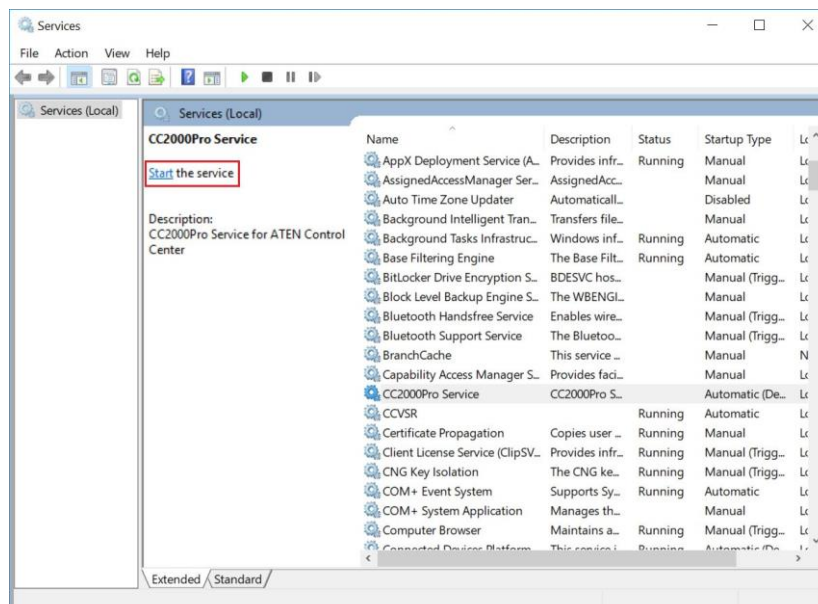 Services
File Action View Help
Services (Local)
Services (Local)
CC2000Pro Service
Start the service
Description:
CC2000Pro Service for ATEN Control
Center
Name Description Status Startup Type
AppX Deployment Service (A... Provides infr... Running Manual
AssignedAccessManager Ser... AssignedAcc... Manual
Auto Time Zone Updater Automaticall... Disabled
Background Intelligent Tran... Transfers file... Manual
Background Tasks Infrastruc... Windows inf... Running Automatic
Base Filtering Engine The Base Filt... Running Automatic
BitLocker Drive Encryption S... BDESVC hos... Manual (Trigg...
Block Level Backup Engine S... The WBENGI... Manual
Bluetooth Handsfree Service Enables wire... Manual (Trigg...
Bluetooth Support Service The Bluetoo... Manual (Trigg...
BranchCache This service ... Manual N
Capability Access Manager S... Provides faci... Manual
CC2000Pro Service CC2000Pro S... Automatic (De...
CCVSR Running Automatic
Certificate Propagation Copies user ... Running Manual
Client License Service (ClipSV... Provides infr... Running Manual (Trigg...
CNG Key Isolation The CNG ke... Running Manual (Trigg...
COM+ Event System Supports Sy... Running Automatic
COM+ System Application Manages th... Manual
Computer Browser Maintains a... Running Manual (Trigg...
Connected Devices Platform This service i Running Automatic (De
Extended Standard